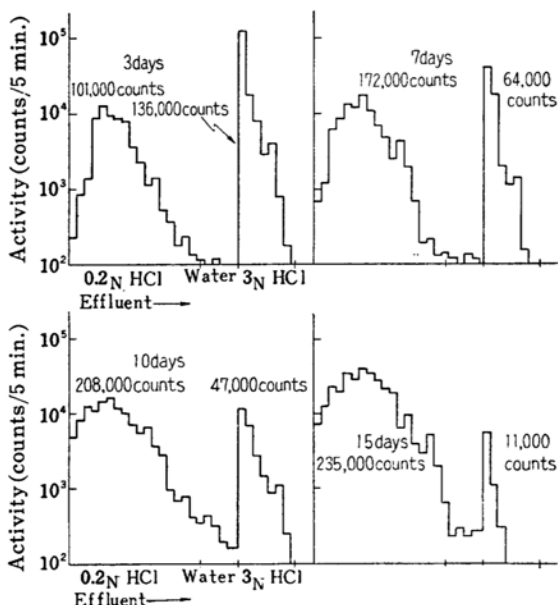 Activity (counts/5 min.)
10⁵
10⁴
10³
10²
3days
101,000counts
136,000counts
7days
172,000counts
64,000
counts
0.2N HCl Water 3N HCl
Effluent→
Activity (counts/5 min.)
10⁵
10⁴
10³
10²
10days
208,000counts
47,000counts
15days
235,000counts
11,000
counts
0.2N HCl Water 3N HCl
Effluent→